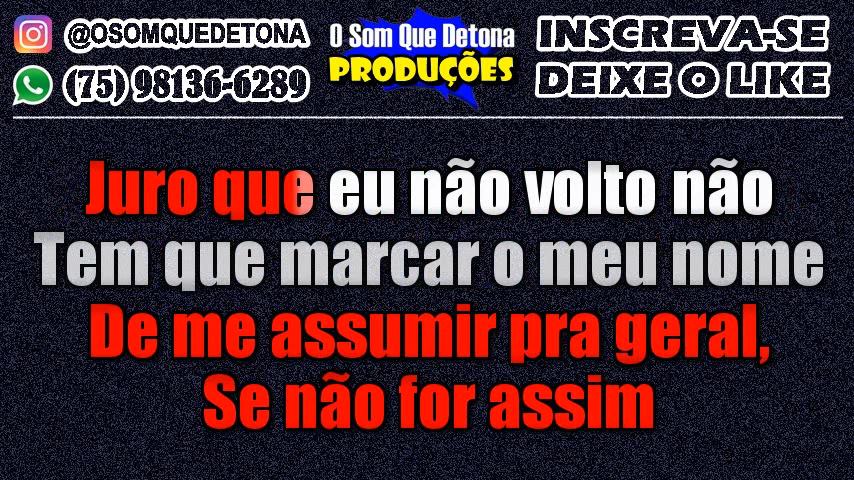 @OSOMQUEDETONA
(75) 98136-6289
O Som Que Detona
PRODUÇÕES
INSCREVA-SE
DEIXE O LIKE
Juro que eu não volto não
Tem que marcar o meu nome
De me assumir pra geral,
Se não for assim